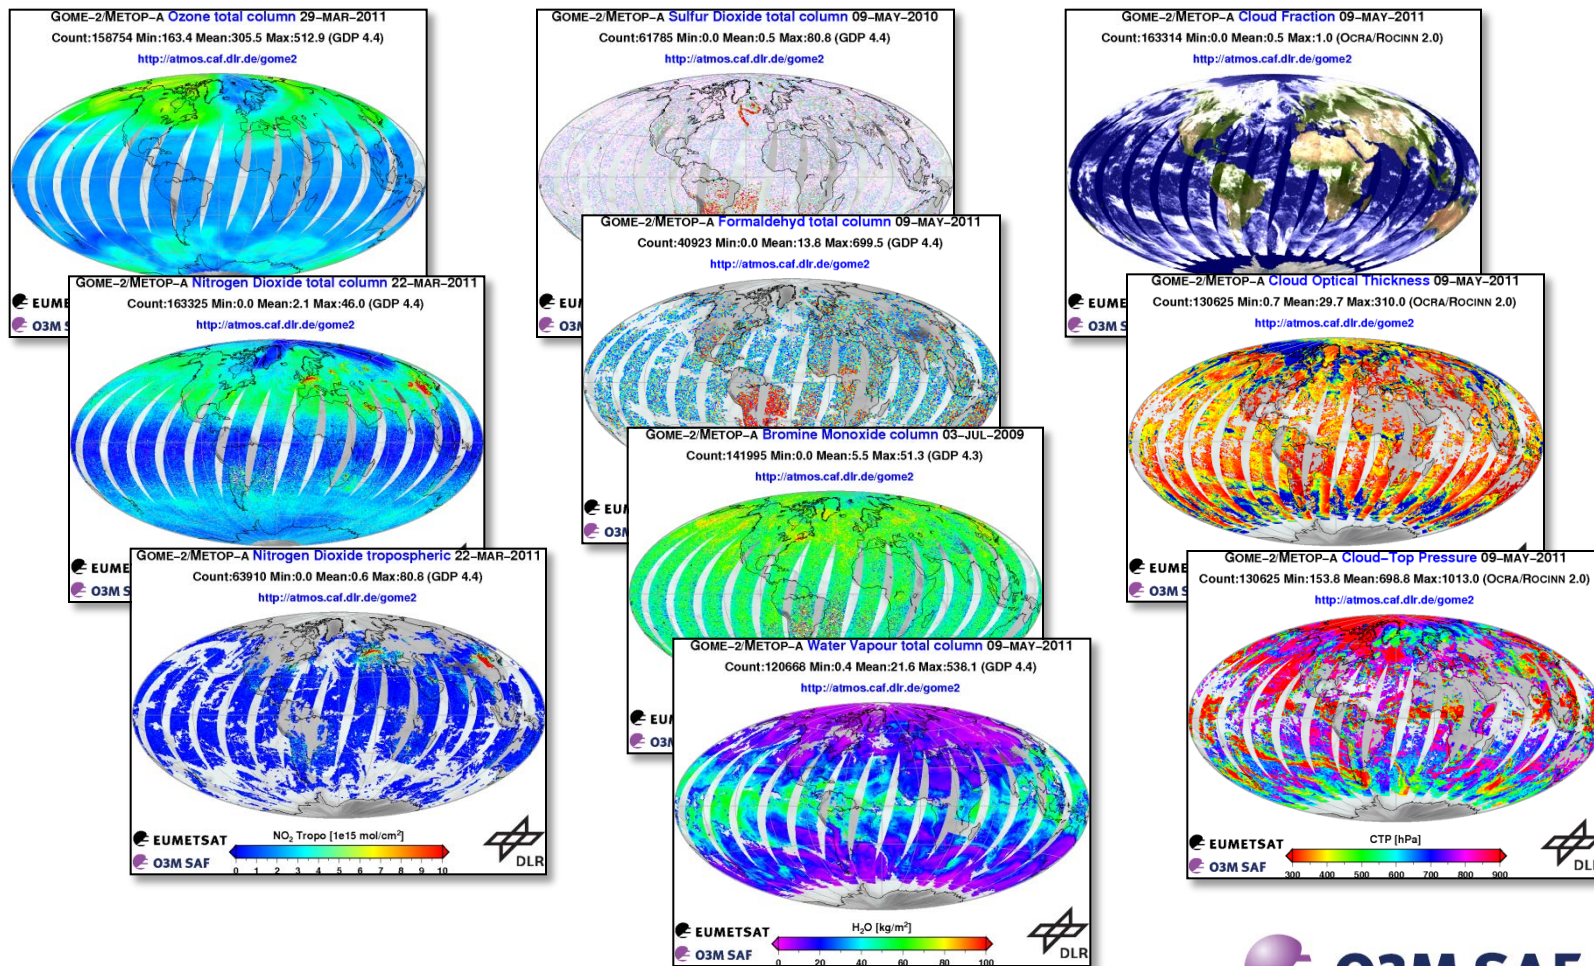 GOME-2/METOP-A Ozone total column 29-MAR-2011
Count:158754 Min:163.4 Mean:305.5 Max:512.9 (GDP 4.4)
http://atmos.caf.dlr.de/gome2
GOME-2/METOP-A Nitrogen Dioxide total column 22-MAR-2011
Count:163325 Min:0.0 Mean:2.1 Max:46.0 (GDP 4.4)
http://atmos.caf.dlr.de/gome2
GOME-2/METOP-A Nitrogen Dioxide tropospheric 22-MAR-2011
Count:63910 Min:0.0 Mean:0.6 Max:80.8 (GDP 4.4)
http://atmos.caf.dlr.de/gome2
EUMETSAT
O3M SAF
NO₂ Tropo [1e15 mol/cm²]
0 1 2 3 4 5 6 7 8 9 10
DLR
GOME-2/METOP-A Sulfur Dioxide total column 09-MAY-2010
Count:61785 Min:0.0 Mean:0.5 Max:80.8 (GDP 4.4)
http://atmos.caf.dlr.de/gome2
GOME-2/METOP-A Formaldehyd total column 09-MAY-2011
Count:40923 Min:0.0 Mean:13.8 Max:699.5 (GDP 4.4)
http://atmos.caf.dlr.de/gome2
GOME-2/METOP-A Bromine Monoxide column 03-JUL-2009
Count:141995 Min:0.0 Mean:5.5 Max:51.3 (GDP 4.3)
http://atmos.caf.dlr.de/gome2
GOME-2/METOP-A Water Vapour total column 09-MAY-2011
Count:120668 Min:0.4 Mean:21.6 Max:538.1 (GDP 4.4)
http://atmos.caf.dlr.de/gome2
EUMETSAT
O3M SAF
H₂O [kg/m²]
0 20 40 60 80 100
DLR
GOME-2/METOP-A Cloud Fraction 09-MAY-2011
Count:163314 Min:0.0 Mean:0.5 Max:1.0 (OCRA/ROCINN 2.0)
http://atmos.caf.dlr.de/gome2
GOME-2/METOP-A Cloud Optical Thickness 09-MAY-2011
Count:130625 Min:0.7 Mean:29.7 Max:310.0 (OCRA/ROCINN 2.0)
http://atmos.caf.dlr.de/gome2
GOME-2/METOP-A Cloud-Top Pressure 09-MAY-2011
Count:130625 Min:153.8 Mean:698.8 Max:1013.0 (OCRA/ROCINN 2.0)
http://atmos.caf.dlr.de/gome2
EUMETSAT
O3M SAF
CTP [hPa]
300 400 500 600 700 800 900
DLR
O3M SAF